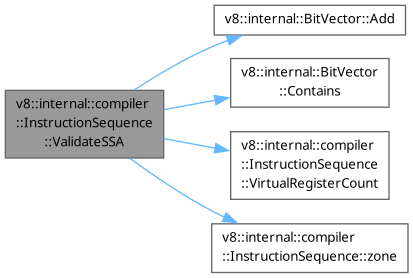 v8::internal::compiler
::InstructionSequence
::ValidateSSA
v8::internal::BitVector::Add
v8::internal::BitVector
::Contains
v8::internal::compiler
::InstructionSequence
::VirtualRegisterCount
v8::internal::compiler
::InstructionSequence::zone